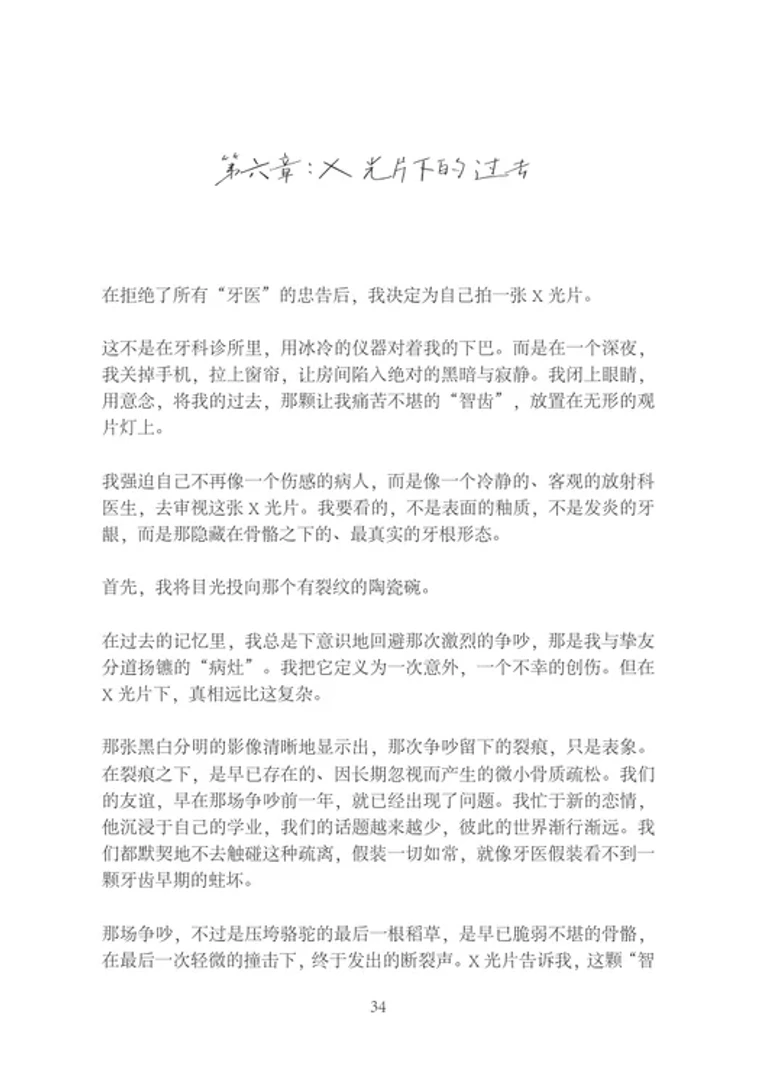 第六章：X 光片下的过去
在拒绝了所有“牙医”的忠告后，我决定为自己拍一张 X 光片。
这不是在牙科诊所里，用冰冷的仪器对着我的下巴。而是在一个深夜，
我关掉手机，拉上窗帘，让房间陷入绝对的黑暗与寂静。我闭上眼睛，
用意念，将我的过去，那颗让我痛苦不堪的“智齿”，放置在无形的观
片灯上。
我强迫自己不再像一个伤感的病人，而是像一个冷静的、客观的放射科
医生，去审视这张 X 光片。我要看的，不是表面的釉质，不是发炎的牙
龈，而是那隐藏在骨骼之下的、最真实的牙根形态。
首先，我将目光投向那个有裂纹的陶瓷碗。
在过去的记忆里，我总是下意识地回避那次激烈的争吵，那是我与挚友
分道扬镳的“病灶”。我把它定义为一次意外，一个不幸的创伤。但在
X 光片下，真相远比这复杂。
那张黑白分明的影像清晰地显示出，那次争吵留下的裂痕，只是表象。
在裂痕之下，是早已存在的、因长期忽视而产生的微小骨质疏松。我们
的友谊，早在那场争吵前一年，就已经出现了问题。我忙于新的恋情，
他沉浸于自己的学业，我们的话题越来越少，彼此的世界渐行渐远。我
们都默契地不去触碰这种疏离，假装一切如常，就像牙医假装看不到一
颗牙齿早期的蛀坏。
那场争吵，不过是压垮骆驼的最后一根稻草，是早已脆弱不堪的骨骼，
在最后一次轻微的撞击下，终于发出的断裂声。X 光片告诉我，这颗“智
34